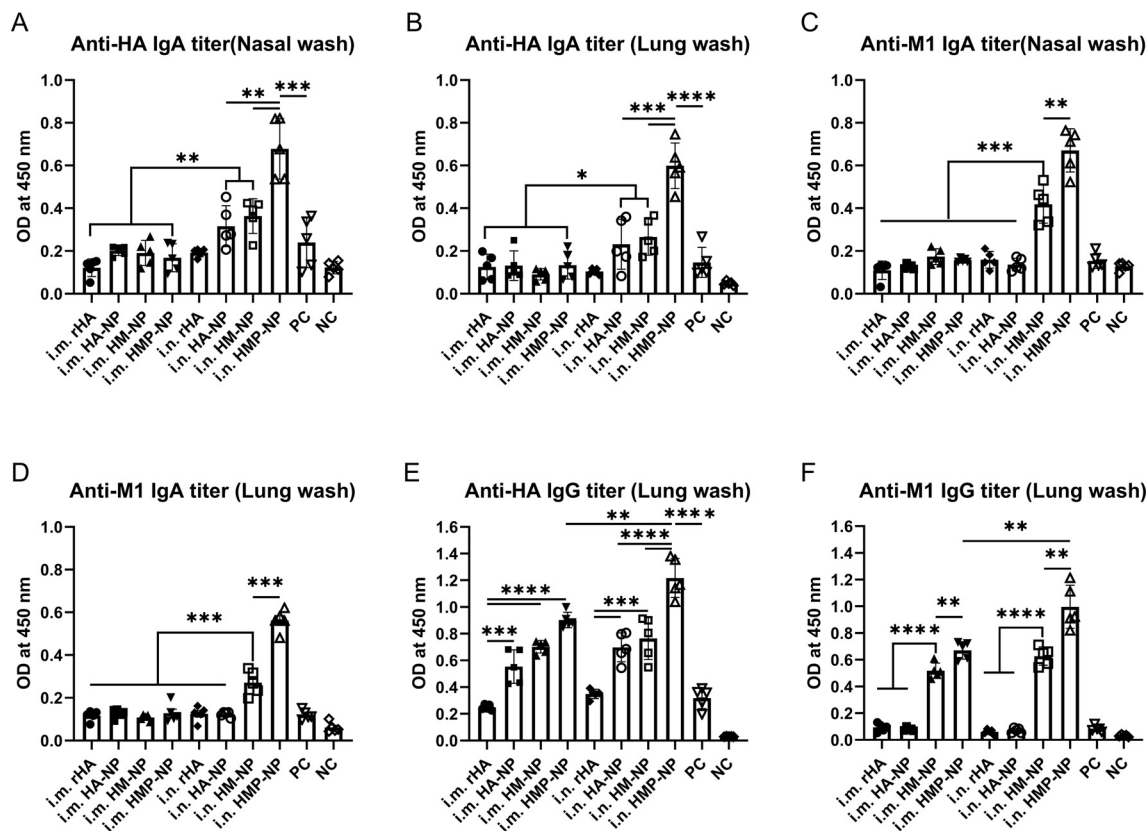 A
Anti-HA IgA titer(Nasal wash)
OD at 450 nm
1.0
0.8
0.6
0.4
0.2
0.0
** ***
**
i.m. rHA
i.m. HA-NP
i.m. HM-NP
i.m. HMP-NP
i.n. rHA
i.n. HA-NP
i.n. HM-NP
i.n. HMP-NP
PC
NC
B
Anti-HA IgA titer (Lung wash)
OD at 450 nm
1.0
0.8
0.6
0.4
0.2
0.0
*** ****
*
i.m. rHA
i.m. HA-NP
i.m. HM-NP
i.m. HMP-NP
i.n. rHA
i.n. HA-NP
i.n. HM-NP
i.n. HMP-NP
PC
NC
C
Anti-M1 IgA titer(Nasal wash)
OD at 450 nm
1.0
0.8
0.6
0.4
0.2
0.0
**
***
i.m. rHA
i.m. HA-NP
i.m. HM-NP
i.m. HMP-NP
i.n. rHA
i.n. HA-NP
i.n. HM-NP
i.n. HMP-NP
PC
NC
D
Anti-M1 IgA titer (Lung wash)
OD at 450 nm
1.0
0.8
0.6
0.4
0.2
0.0
***
***
i.m. rHA
i.m. HA-NP
i.m. HM-NP
i.m. HMP-NP
i.n. rHA
i.n. HA-NP
i.n. HM-NP
i.n. HMP-NP
PC
NC
E
Anti-HA IgG titer (Lung wash)
OD at 450 nm
1.6
1.4
1.2
1.0
0.8
0.6
0.4
0.2
0.0
** ****
****
****
***
***
i.m. rHA
i.m. HA-NP
i.m. HM-NP
i.m. HMP-NP
i.n. rHA
i.n. HA-NP
i.n. HM-NP
i.n. HMP-NP
PC
NC
F
Anti-M1 IgG titer (Lung wash)
OD at 450 nm
1.6
1.4
1.2
1.0
0.8
0.6
0.4
0.2
0.0
**
**
**
****
****
i.m. rHA
i.m. HA-NP
i.m. HM-NP
i.m. HMP-NP
i.n. rHA
i.n. HA-NP
i.n. HM-NP
i.n. HMP-NP
PC
NC